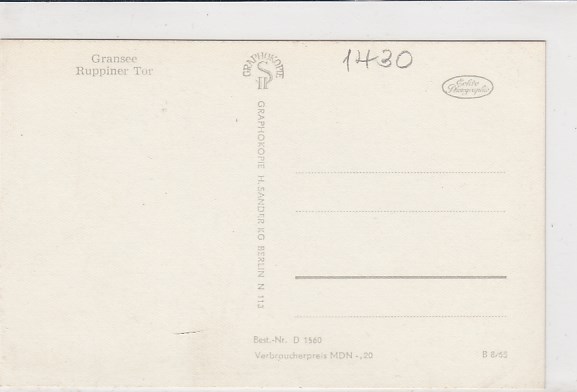 Gransee
Ruppiner Tor
GRAPHOKOPIE
GRAPHOKOPIE H. SANDER KG BERLIN N 113
1430
Echte
Photographie
Best.-Nr. D 1560
Verbraucherpreis MDN -,20
B 8/65